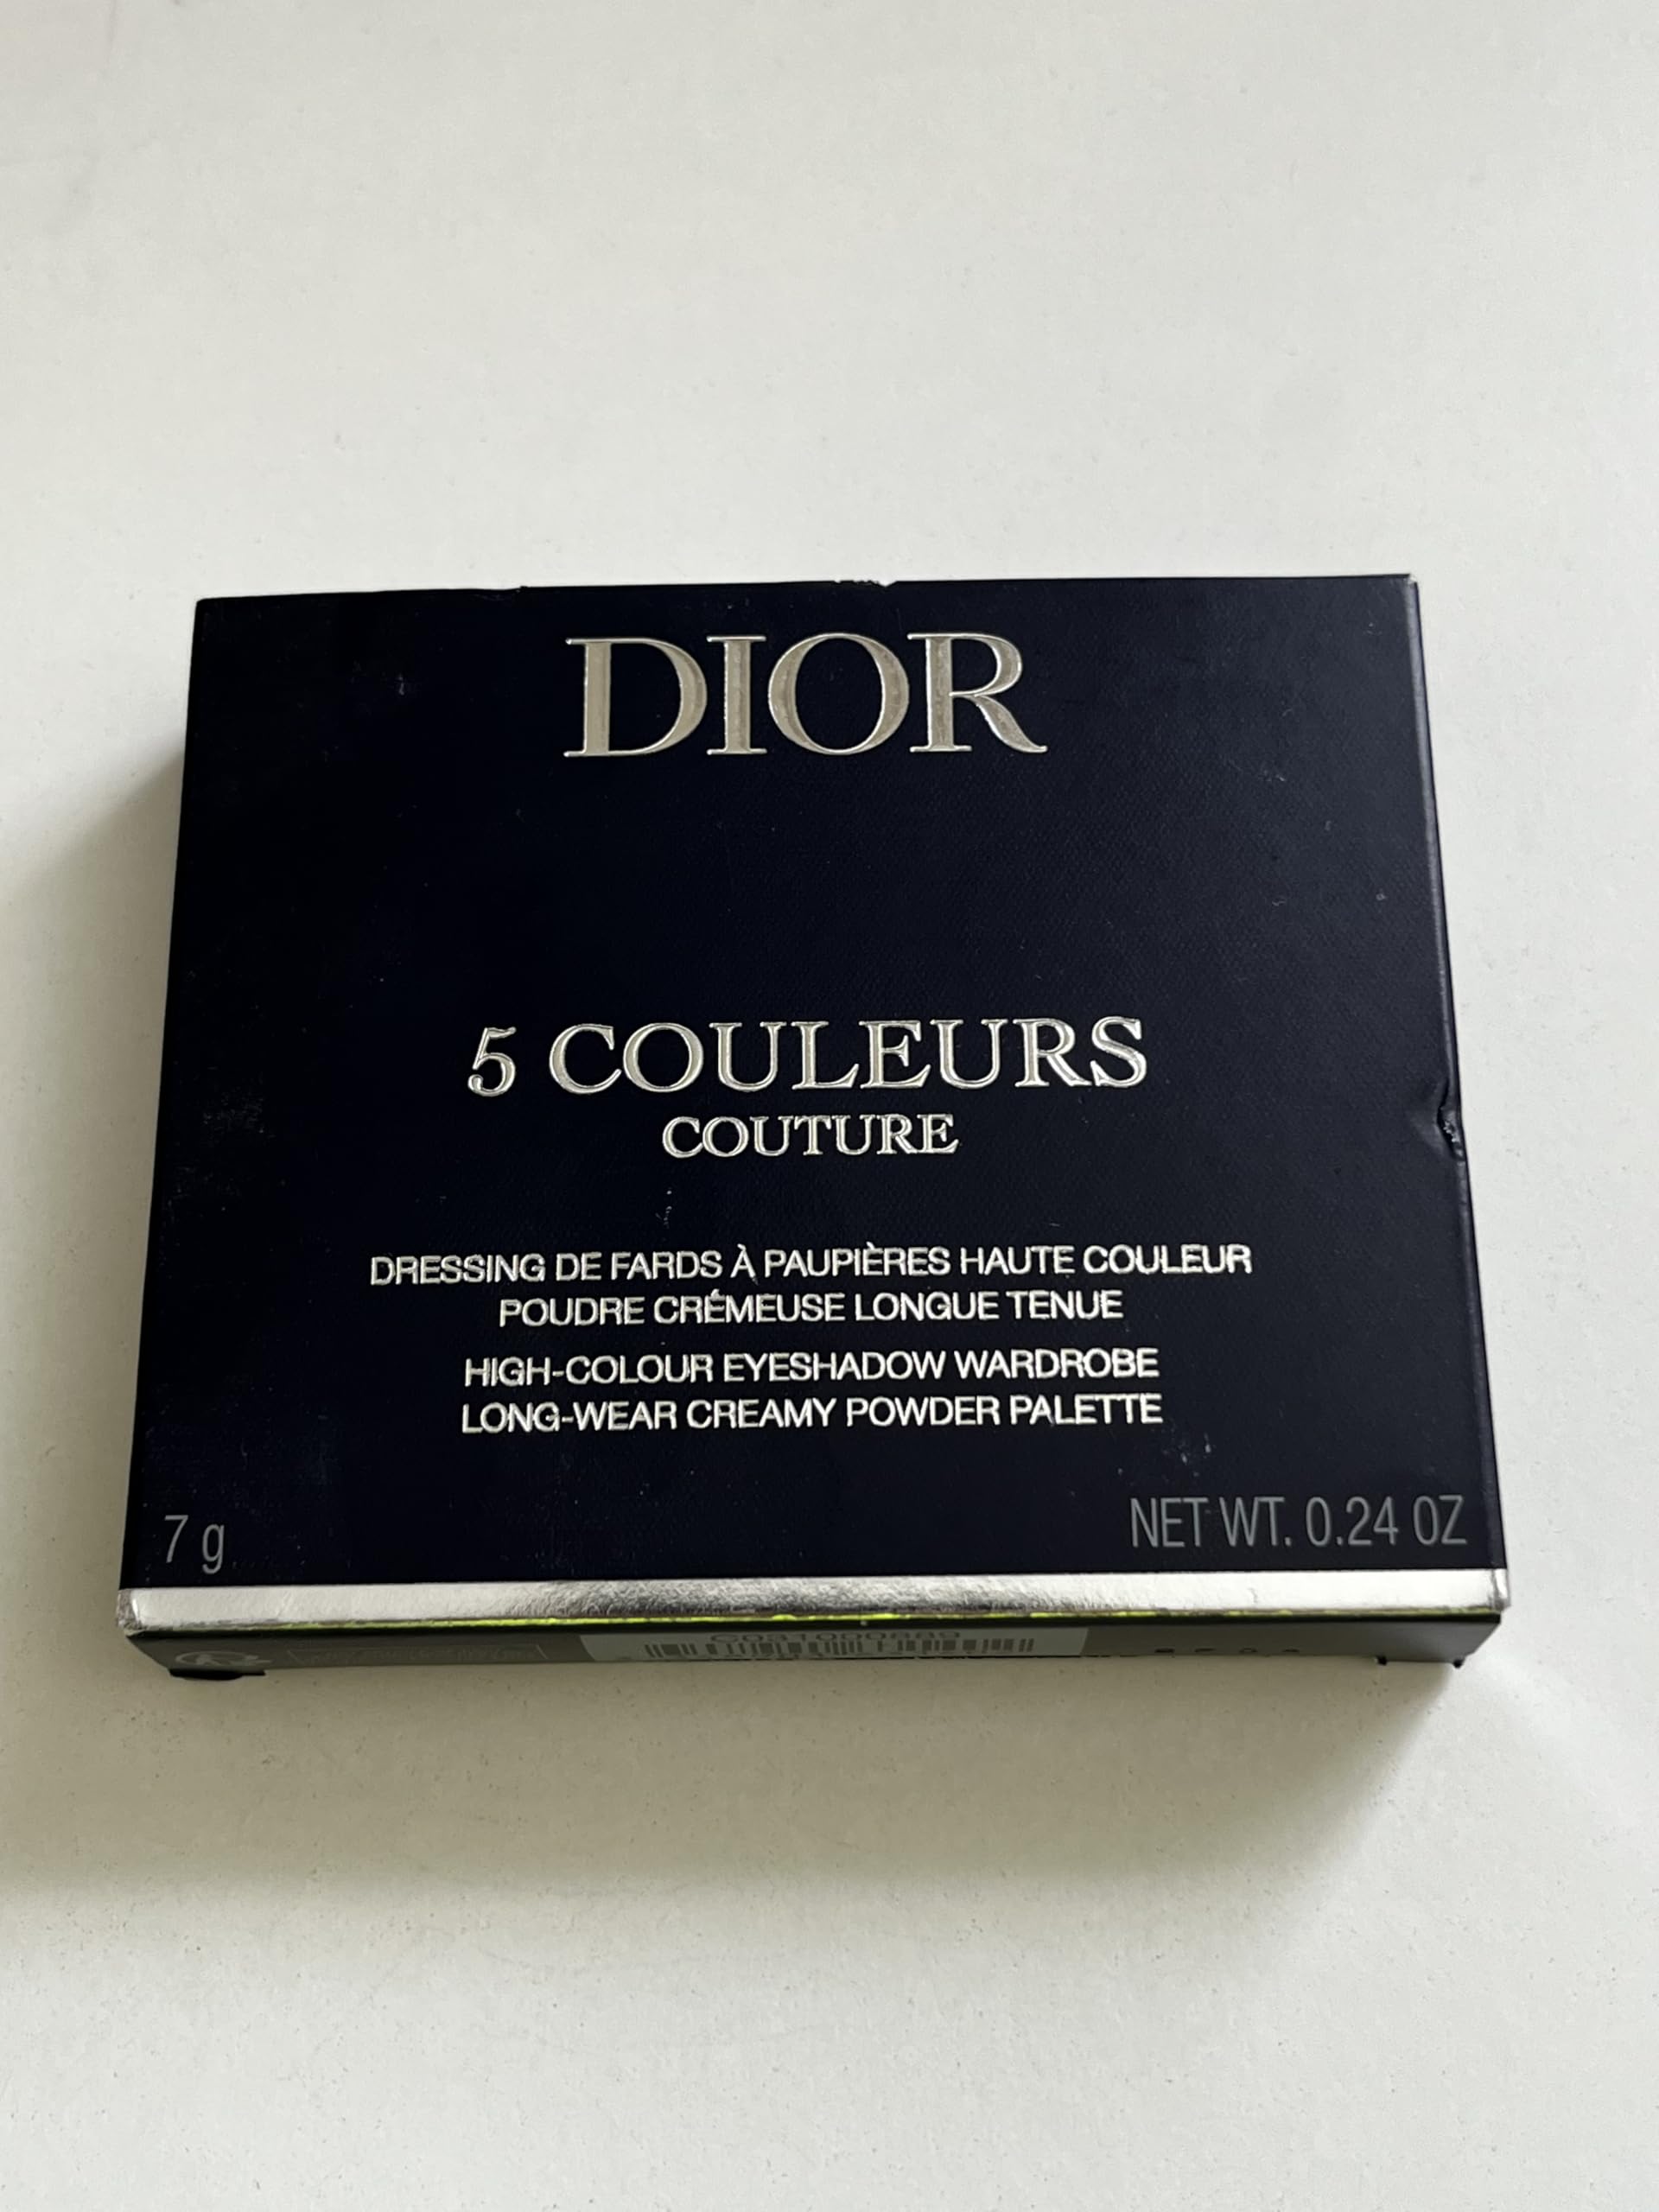 DIOR
5 COULEURS
COUTURE
DRESSING DE FARDS À PAUPIÈRES HAUTE COULEUR
POUDRE CRÉMEUSE LONGUE TENUE
HIGH-COLOUR EYESHADOW WARDROBE
LONG-WEAR CREAMY POWDER PALETTE
7 g
NET WT. 0.24 OZ